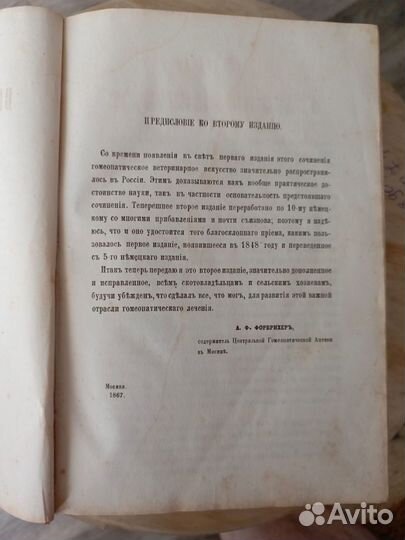 ПРЕДИСЛОВІЕ КО ВТОРОМУ ИЗДАНІЮ.
Со времени появленія въ свѣтъ перваго изданія этого сочиненія
гомеопатическое ветеринарное искусство значительно распространи-
лось въ Россіи. Этимъ доказываются какъ вообще практическое до-
стоинство науки, такъ и въ частности основательность предстоявшаго
сочиненія. Теперешнее второе изданіе переработано по 10-му нѣмец-
кому со многими прибавленіями и почти съизнова; поэтому я надѣ-
юсь, что и оно удостоится того благосклоннаго пріема, какимъ поль-
зовалось первое изданіе, появившееся въ 1848 году и переведенное
съ 5-го нѣмецкаго изданія.
Итакъ теперь передаю я это второе изданіе, значительно дополненное
и исправленное, всѣмъ скотовладѣльцамъ и сельскимъ хозяевамъ,
будучи убѣжденъ, что сдѣлалъ все, что могъ, для развитія этой важной
отрасли гомеопатическаго леченія.
А. Ф. ФОРБРИХЕРЪ,
содержатель Центральной Гомеопатической Аптеки
въ Москвѣ.
Москва.
1867.
Avito